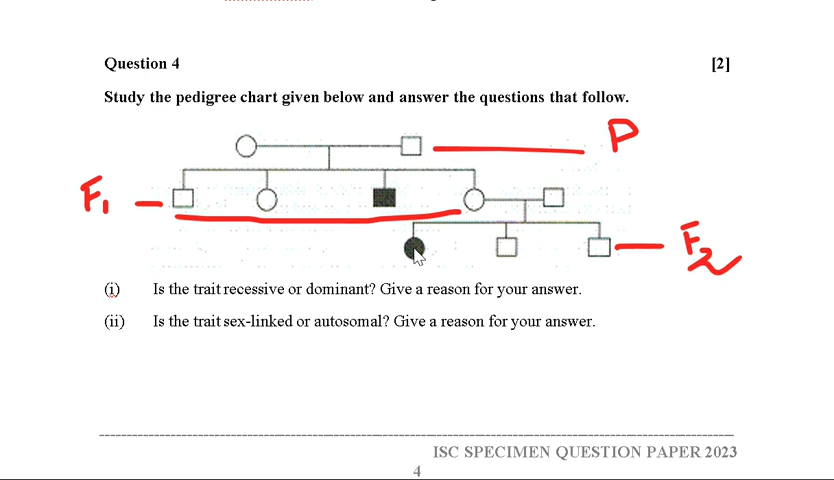 Question 4 [2]
Study the pedigree chart given below and answer the questions that follow.
P
F1
F2
(i) Is the trait recessive or dominant? Give a reason for your answer.
(ii) Is the trait sex-linked or autosomal? Give a reason for your answer.
ISC SPECIMEN QUESTION PAPER 2023
4